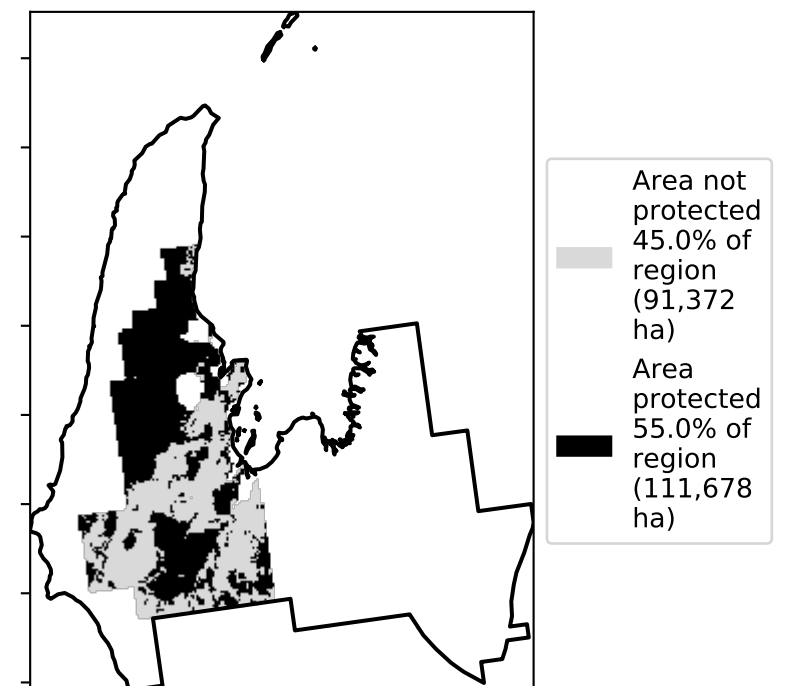 Area not
protected
45.0% of
region
(91,372
ha)
Area
protected
55.0% of
region
(111,678
ha)